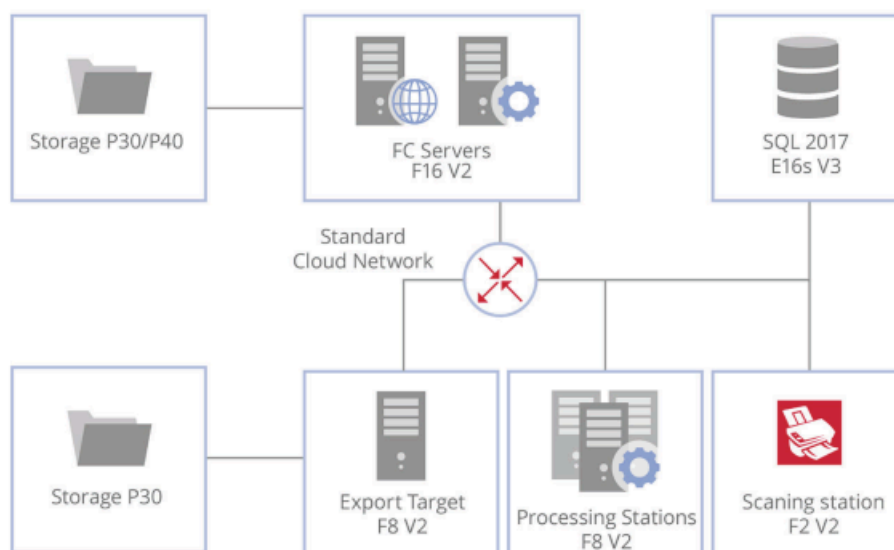 Storage P30/P40
FC Servers
F16 V2
SQL 2017
E16s V3
Standard
Cloud Network
Storage P30
Export Target
F8 V2
Processing Stations
F8 V2
Scaning station
F2 V2